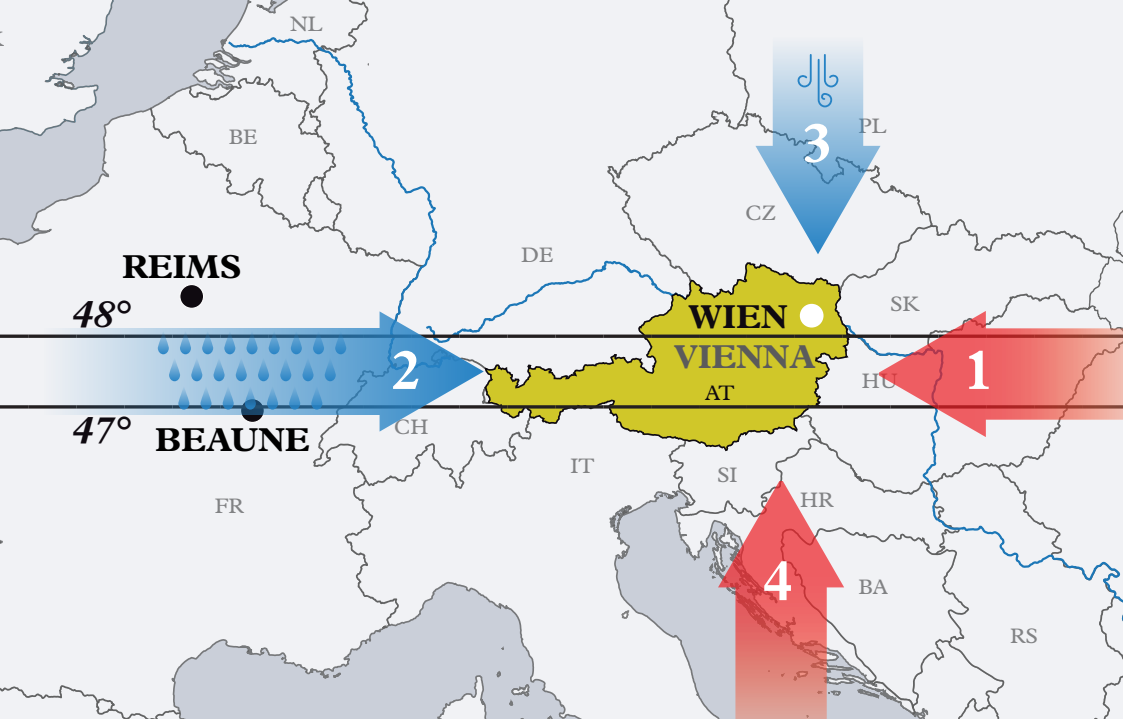 NL
BE
PL
3
CZ
DE
REIMS
48°
SK
WIEN
VIENNA
2
1
HU
AT
47°
BEAUNE
CH
IT
SI
FR
HR
4
BA
RS